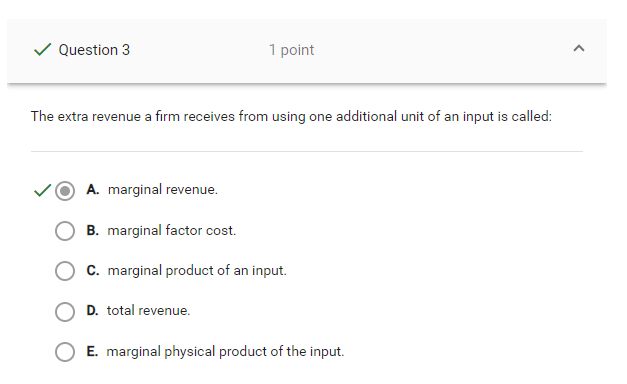 Question 3 1 point
The extra revenue a firm receives from using one additional unit of an input is called:
A. marginal revenue.
B. marginal factor cost.
C. marginal product of an input.
D. total revenue.
E. marginal physical product of the input.